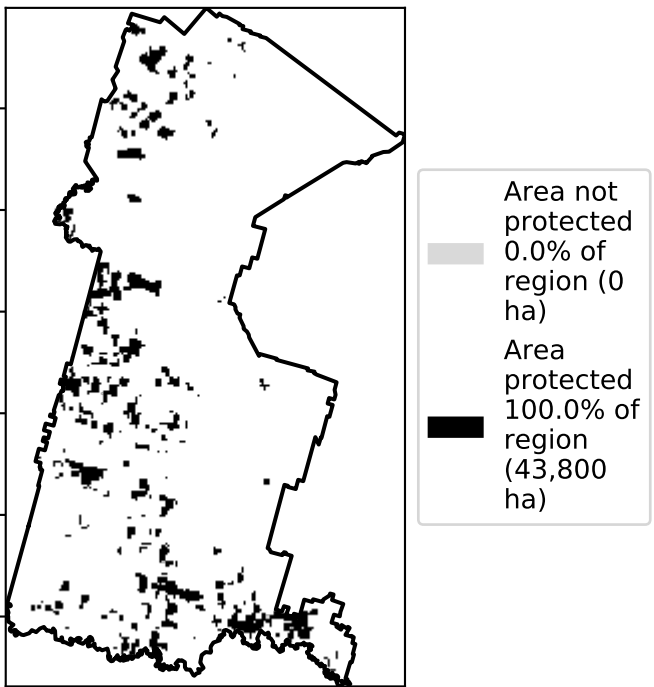 Area not
protected
0.0% of
region (0
ha)
Area
protected
100.0% of
region
(43,800
ha)